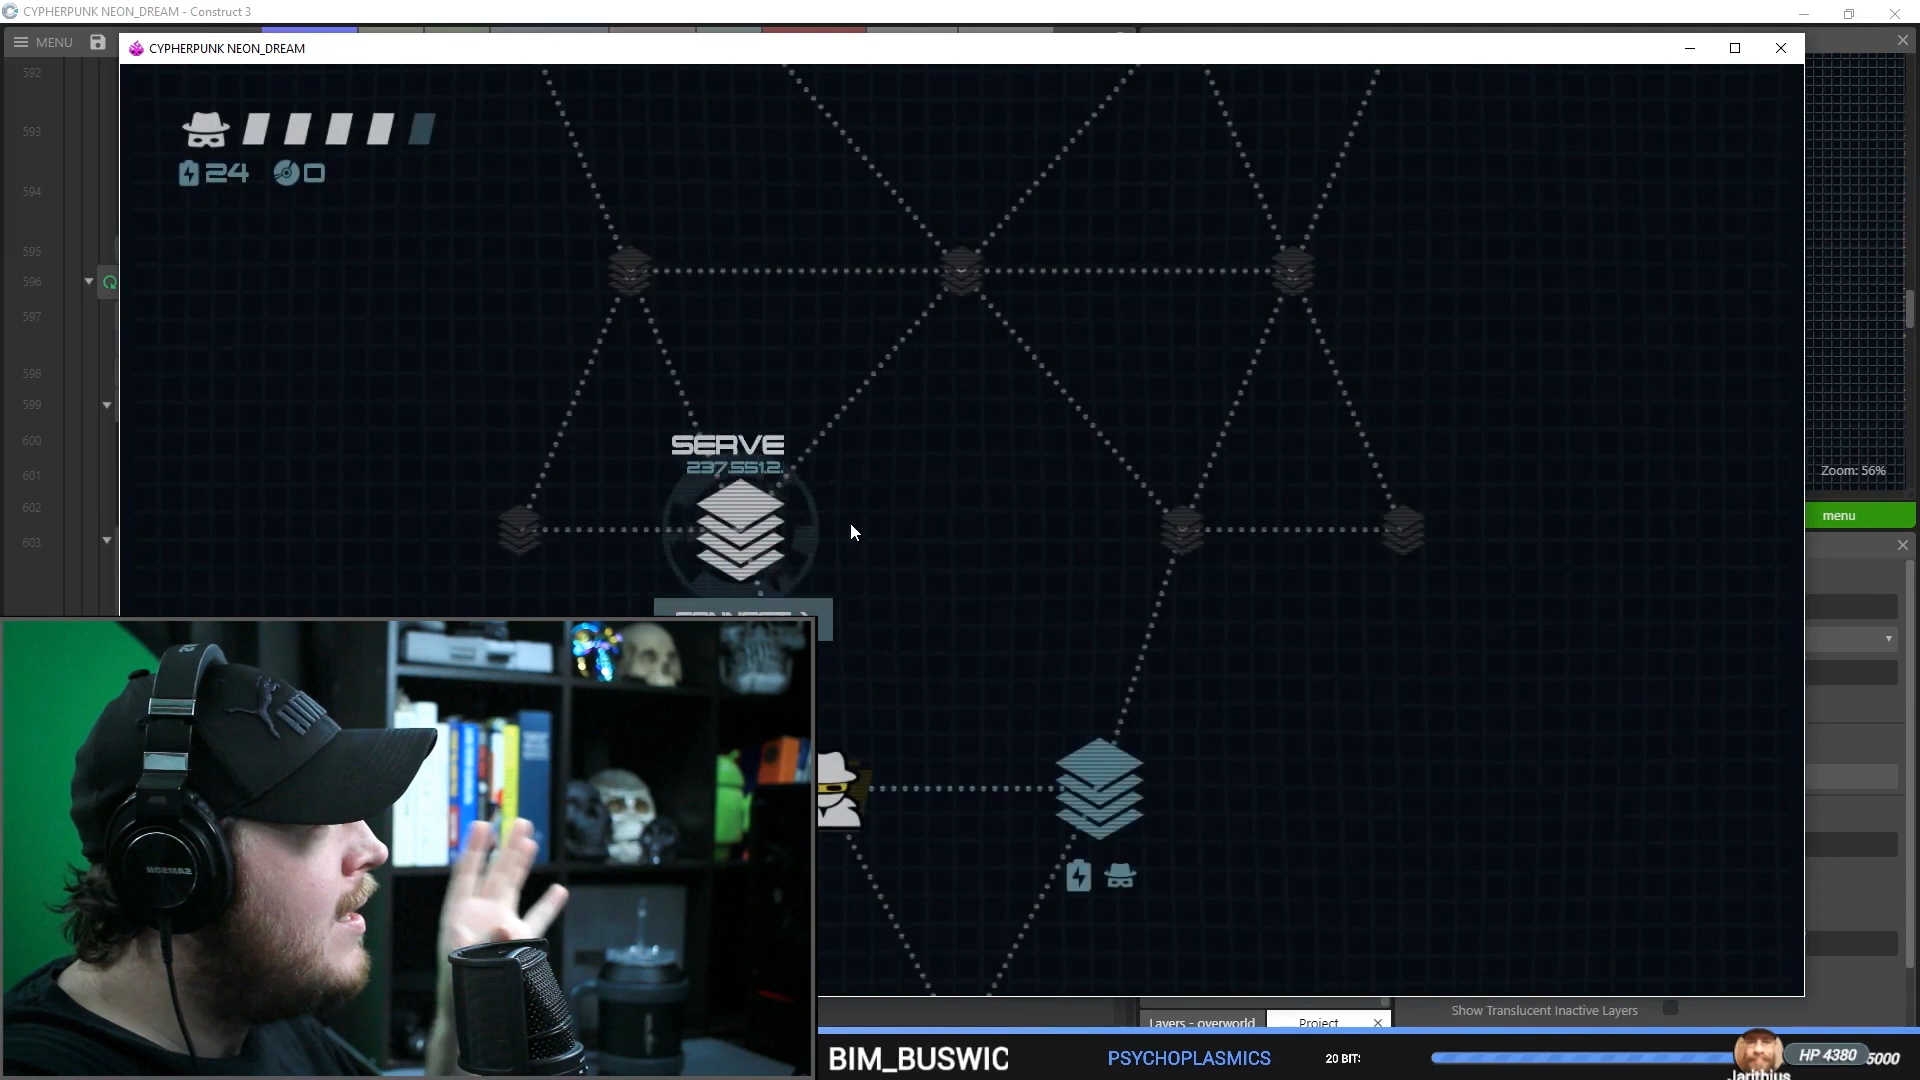 CYPHERPUNK NEON_DREAM - Construct 3
MENU
CYPHERPUNK NEON_DREAM
592
593
594
595
596
597
598
599
600
601
602
603
24 0
SERVE
237.551.2.
Zoom: 56%
menu
SAMSON
Layers - overworld
Project
Show Translucent Inactive Layers
BIM_BUSWIC
PSYCHOPLASMICS
20 BIT:
HP 4380
5000
Jarithius